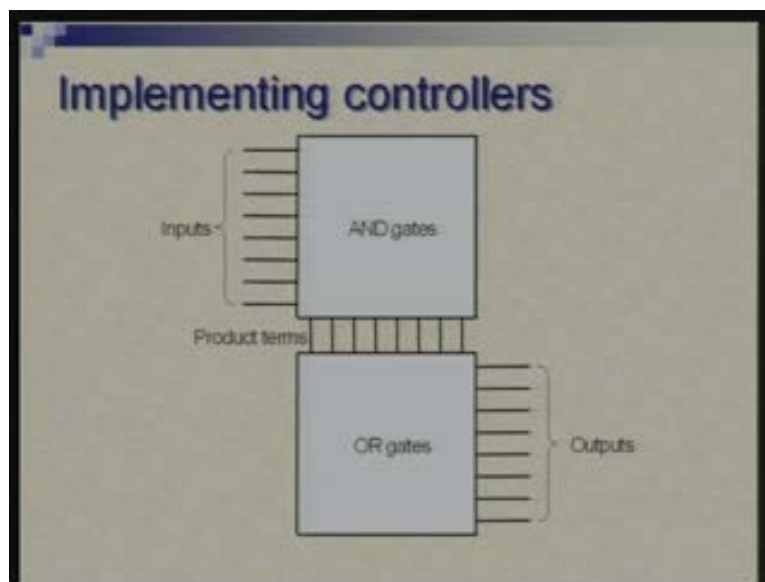 Implementing controllers
Inputs
AND gates
Product terms
OR gates
Outputs